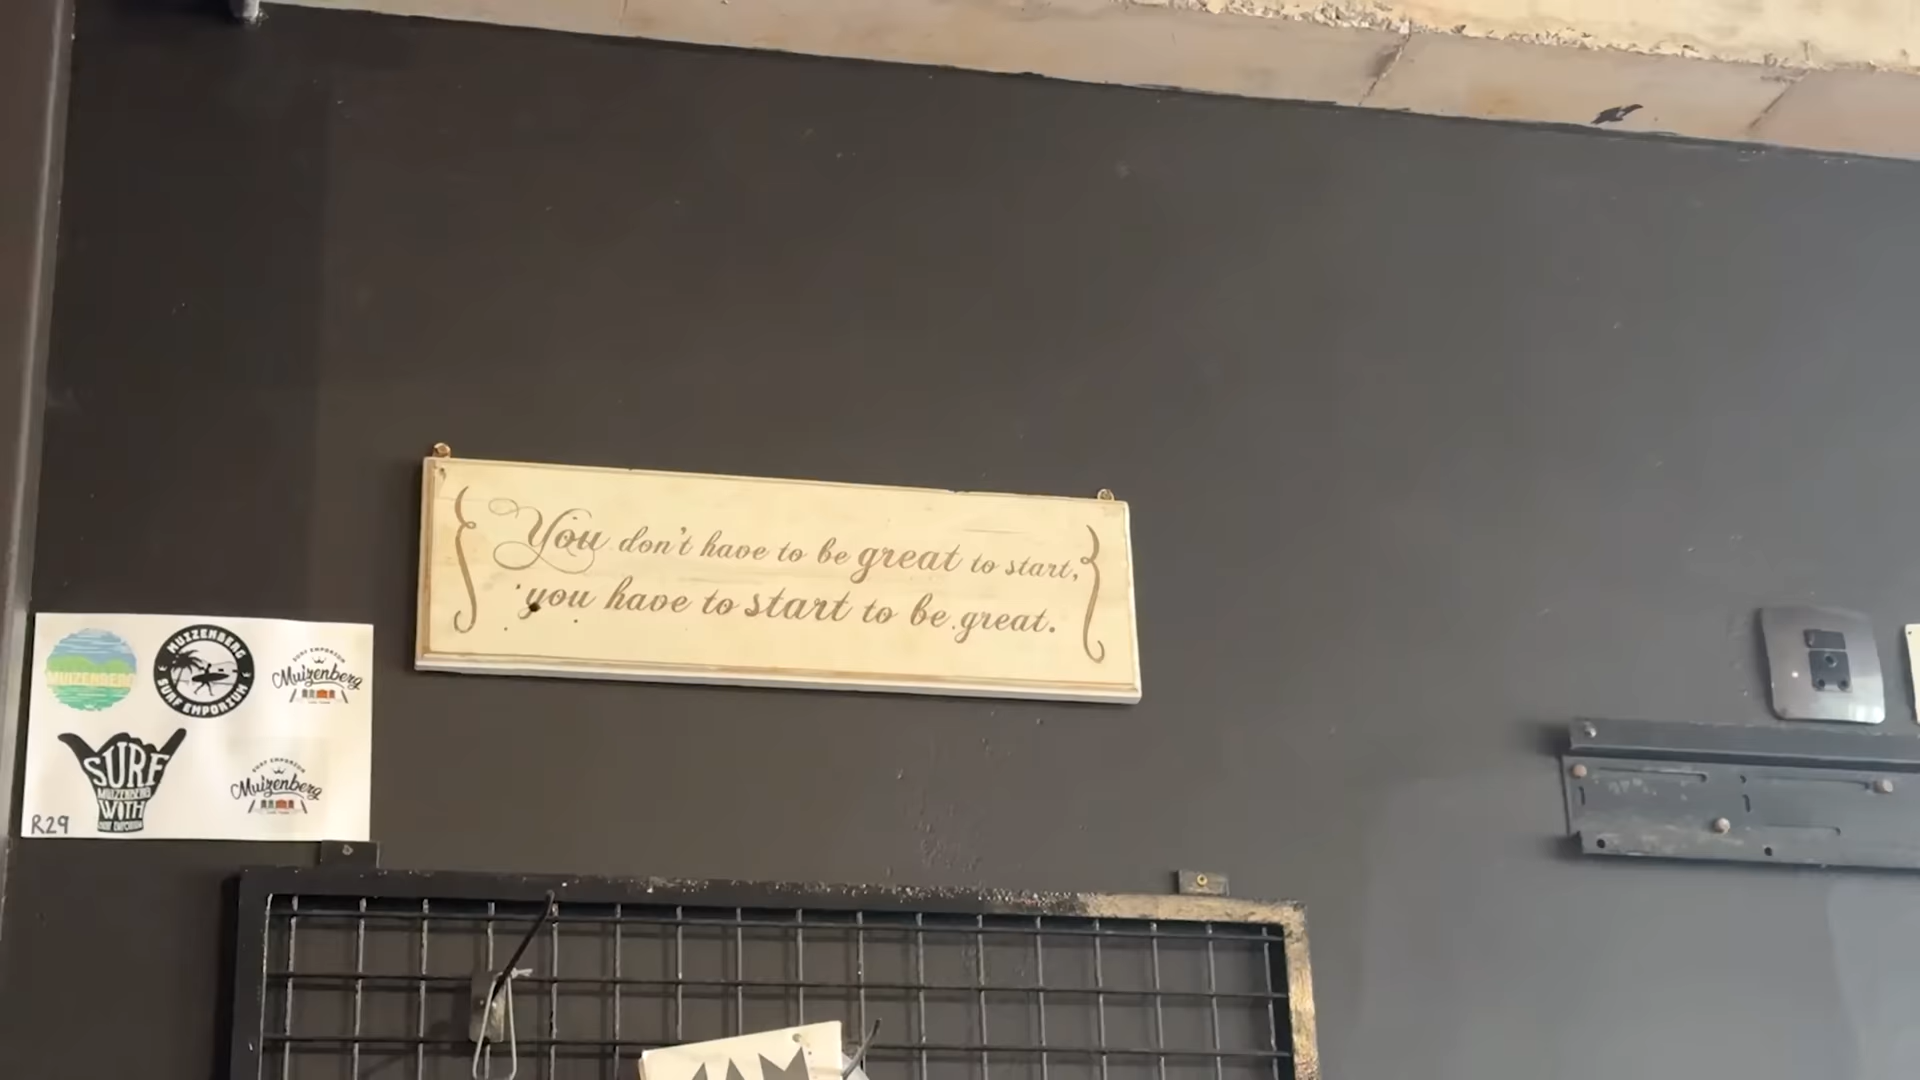 You don't have to be great to start,
you have to start to be great.
MUIZENBERG
MUIZENBERG
SURF EMPORIUM
SURF EMPORIUM
Muizenberg
SURF
MUIZENBERG
WITH
SURF EMPORIUM
SURF EMPORIUM
Muizenberg
R29